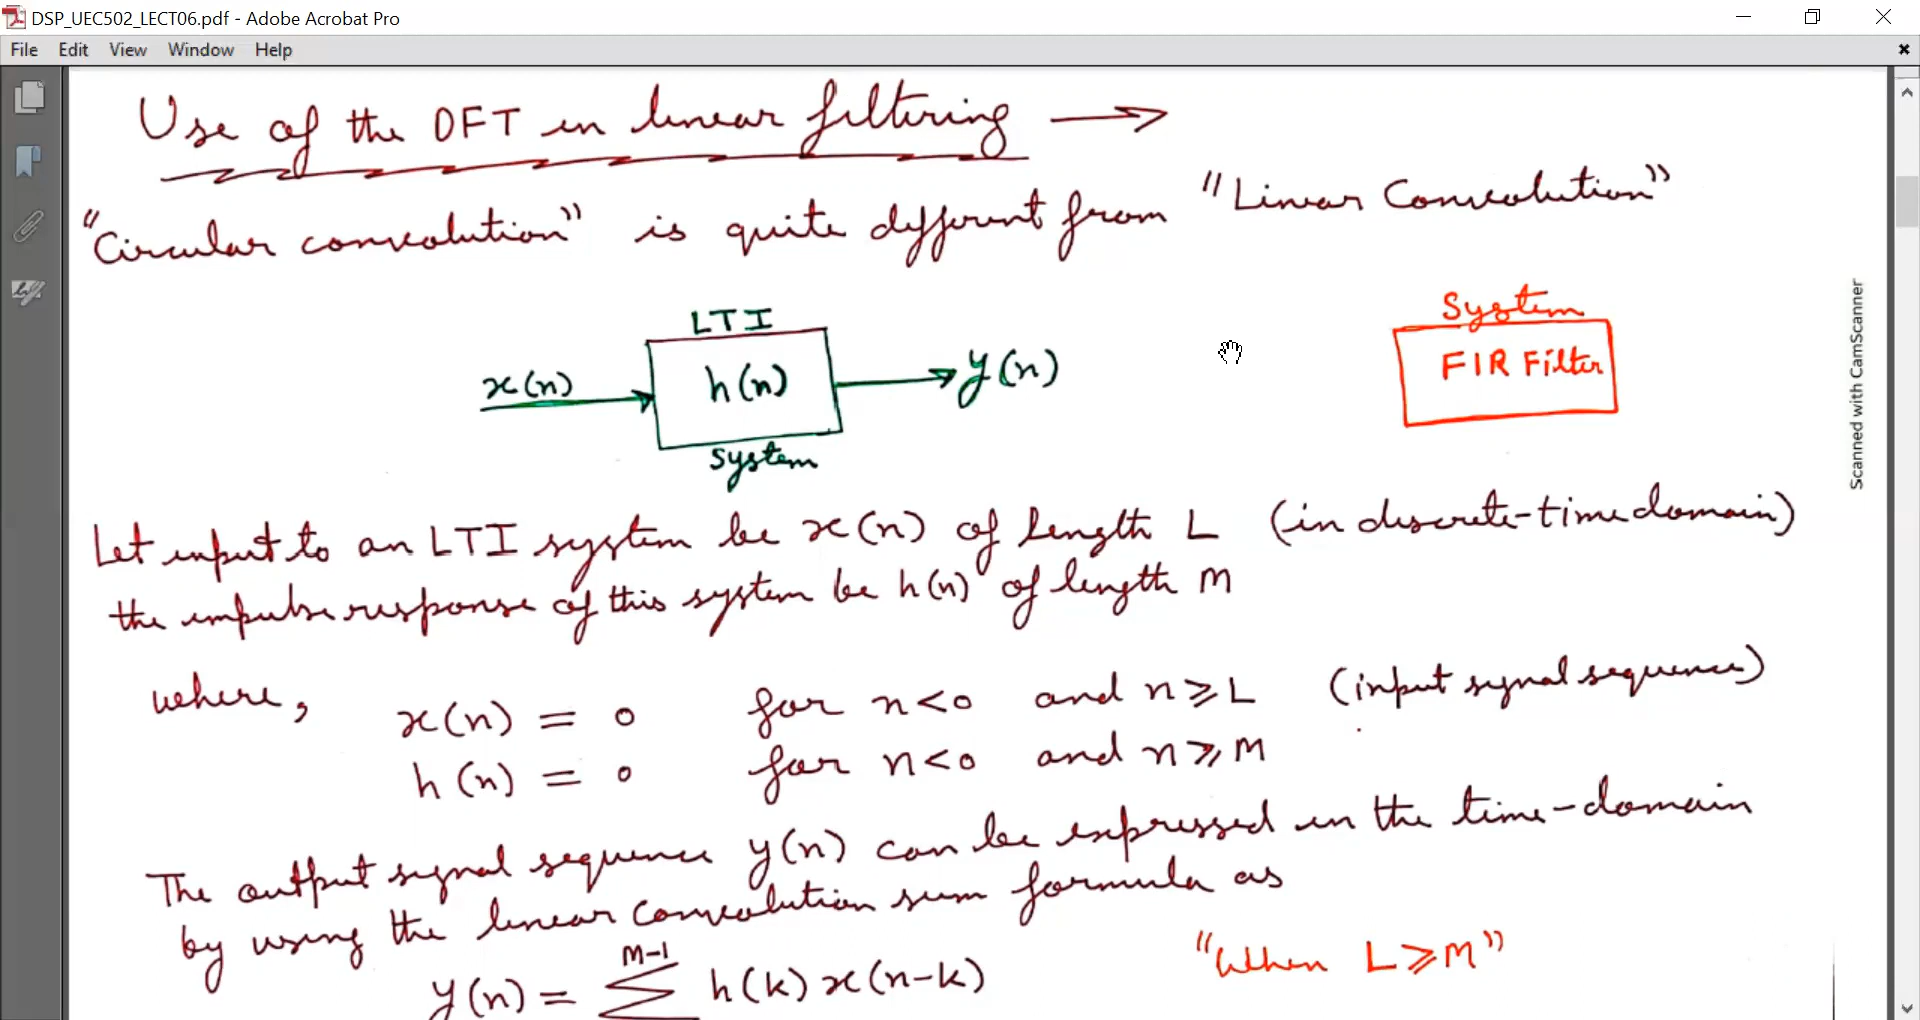 DSP_UEC502_LECT06.pdf - Adobe Acrobat Pro
File Edit View Window Help
Use of the DFT in linear filtering →
"Circular convolution" is quite different from "Linear Convolution"
LTI
x(n) h(n) y(n)
system
System
FIR Filter
Scanned with CamScanner
Let input to an LTI system be x(n) of length L (in discrete-time domain)
the impulse response of this system be h(n) of length M
where,
x(n) = 0 for n<0 and n≥L (input signal sequence)
h(n) = 0 for n<0 and n≥M
The output signal sequence y(n) can be expressed in the time-domain
by using the linear convolution sum formula as
M-1
y(n) = Σ h(k) x(n-k) "When L≥M"